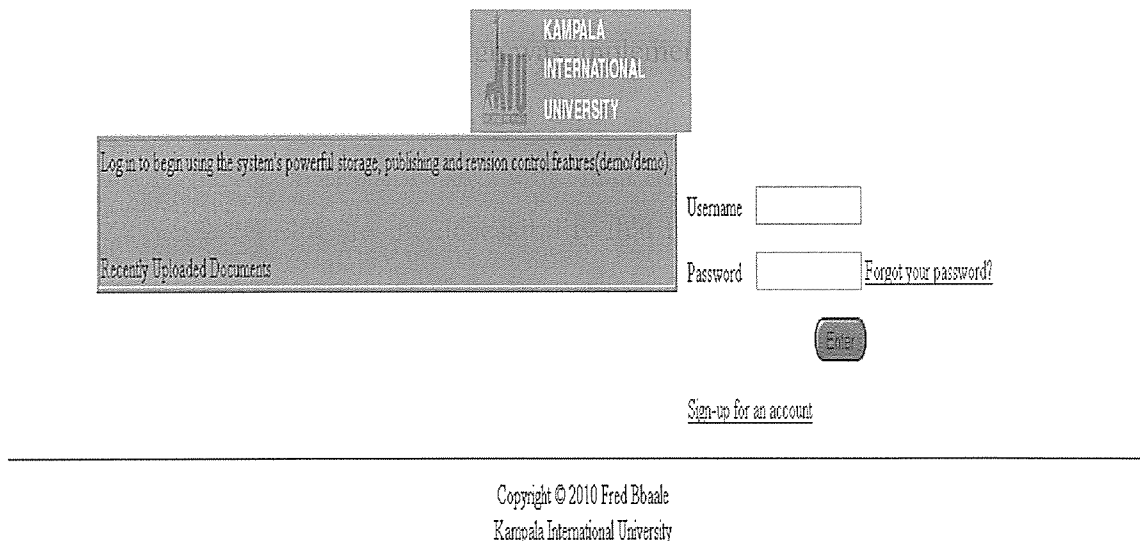 KAMPALA
INTERNATIONAL
UNIVERSITY
Log in to begin using the system's powerful storage, publishing and revision control features(demo/demo)
Recently Uploaded Documents
Username
Password
Forgot your password?
Enter
Sign-up for an account
Copyright © 2010 Fred Bbaale
Kampala International University